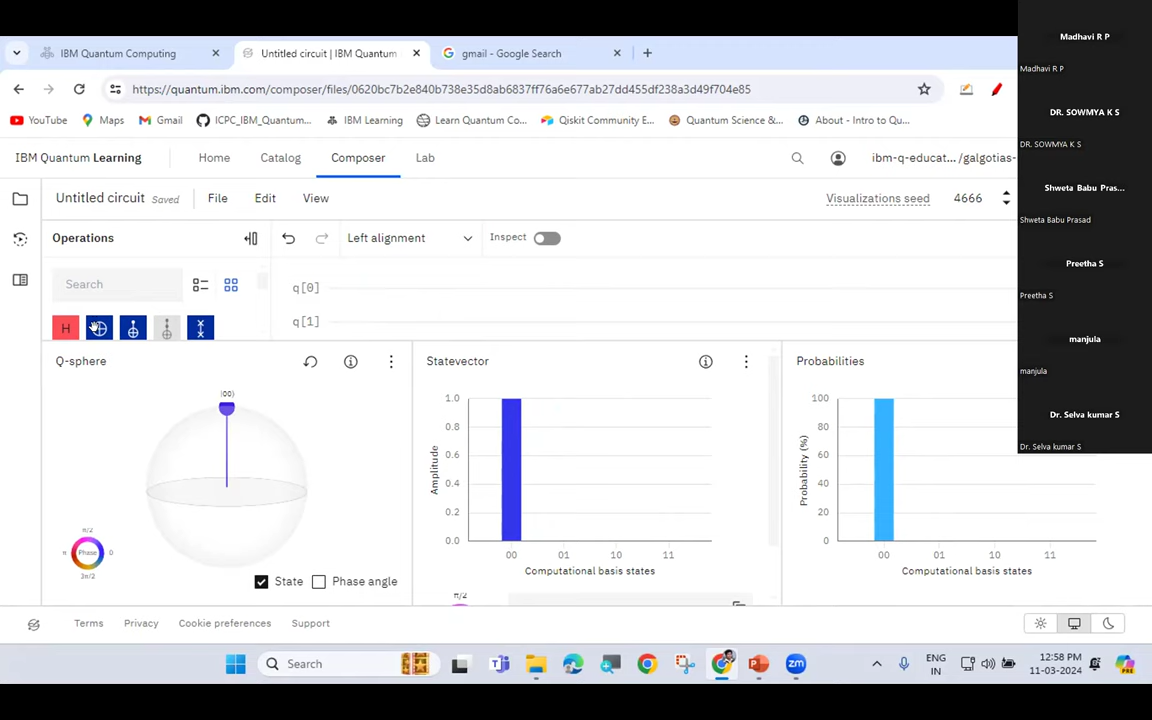 IBM Quantum Computing
Untitled circuit | IBM Quantum
gmail - Google Search
https://quantum.ibm.com/composer/files/0620bc7b2e840b738e35d8ab6837ff76a6e677ab27dd455df238a3d49f704e85
YouTube
Maps
Gmail
ICPC_IBM_Quantum...
IBM Learning
Learn Quantum Co...
Qiskit Community E...
Quantum Science &...
About - Intro to Qu...
IBM Quantum Learning
Home
Catalog
Composer
Lab
ibm-q-educat... /galgotias-
Untitled circuit Saved
File
Edit
View
Visualizations seed
4666
Operations
Left alignment
Inspect
Search
q[0]
q[1]
H
Q-sphere
|00⟩
π/2
π Phase 0
State
Phase angle
Statevector
1.0
0.8
0.6
0.4
0.2
0.0
Amplitude
00 01 10 11
Computational basis states
π/2
Probabilities
100
80
60
40
20
0
Probability (%)
00 01 10 11
Computational basis states
Terms
Privacy
Cookie preferences
Support
Search
ENG
IN
12:58 PM
11-03-2024
PRE
zm
Madhavi R P
Madhavi R P
DR. SOWMYA K S
DR. SOWMYA K S
Shweta Babu Pras...
Shweta Babu Prasad
Preetha S
Preetha S
manjula
manjula
Dr. Selva kumar S
Dr. Selva kumar S